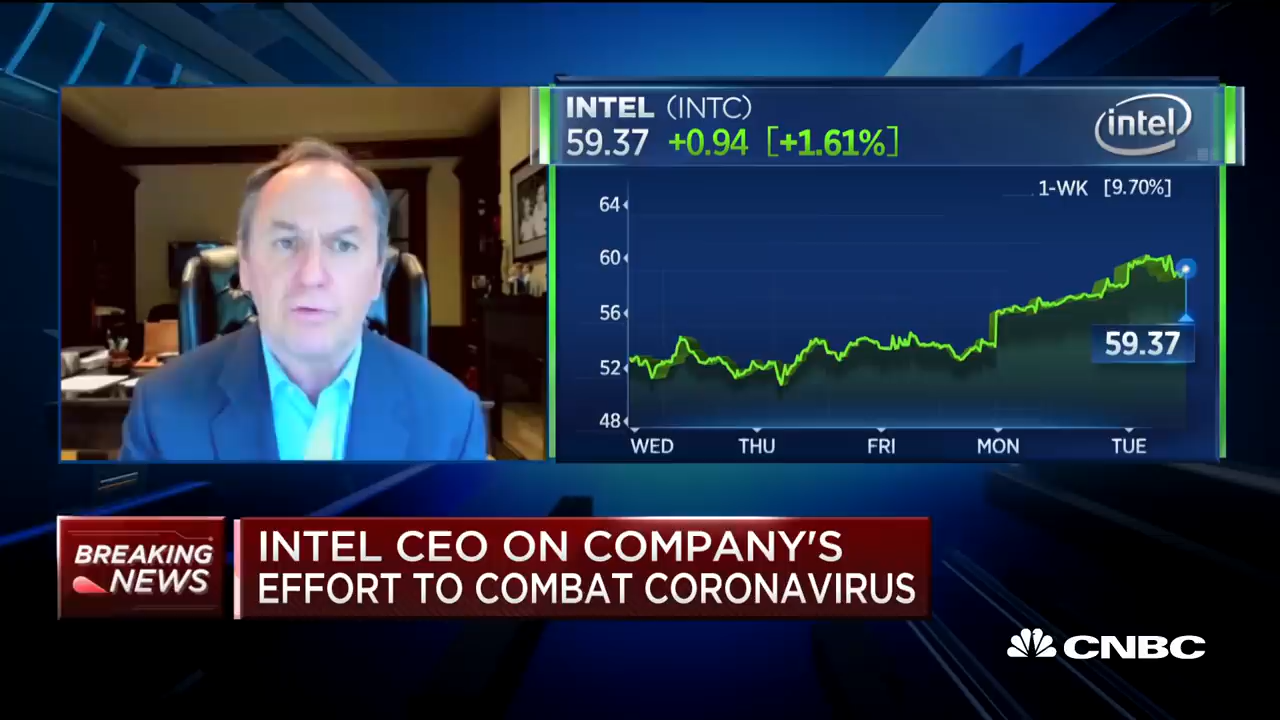 INTEL (INTC)
59.37 +0.94 [+1.61%]
intel
1-WK [9.70%]
64
60
56
52
48
59.37
WED THU FRI MON TUE
BREAKING
NEWS
INTEL CEO ON COMPANY'S
EFFORT TO COMBAT CORONAVIRUS
CNBC